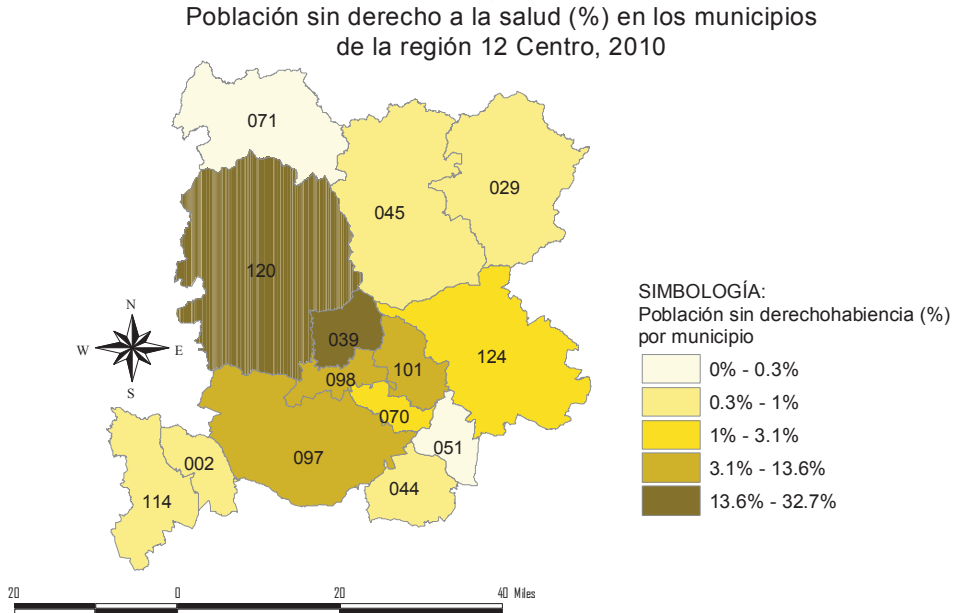 Población sin derecho a la salud (%) en los municipios
de la región 12 Centro, 2010
071
029
045
120
039
124
101
098
070
051
097
002
044
114
N
W
E
S
SIMBOLOGÍA:
Población sin derechohabiencia (%)
por municipio
0% - 0.3%
0.3% - 1%
1% - 3.1%
3.1% - 13.6%
13.6% - 32.7%
20 0 20 40 Miles